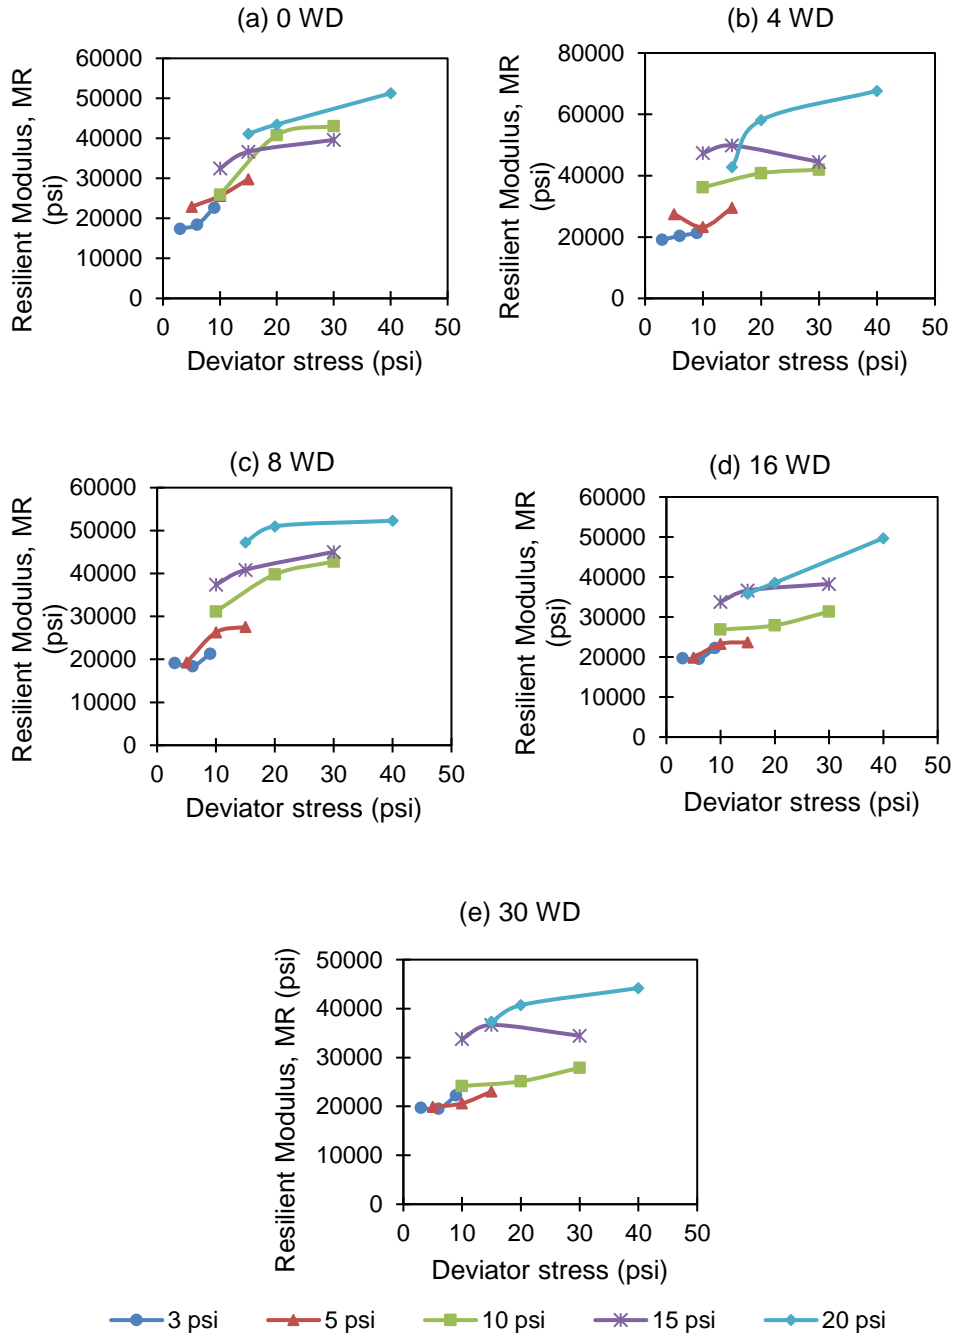 (a) 0 WD
Resilient Modulus, MR
(psi)
60000
50000
40000
30000
20000
10000
0
0 10 20 30 40 50
Deviator stress (psi)
(b) 4 WD
Resilient Modulus, MR
(psi)
80000
60000
40000
20000
0
0 10 20 30 40 50
Deviator stress (psi)
(c) 8 WD
Resilient Modulus, MR
(psi)
60000
50000
40000
30000
20000
10000
0
0 10 20 30 40 50
Deviator stress (psi)
(d) 16 WD
Resilient Modulus, MR
(psi)
60000
50000
40000
30000
20000
10000
0
0 10 20 30 40 50
Deviator stress (psi)
(e) 30 WD
Resilient Modulus, MR (psi)
50000
40000
30000
20000
10000
0
0 10 20 30 40 50
Deviator stress (psi)
3 psi 5 psi 10 psi 15 psi 20 psi